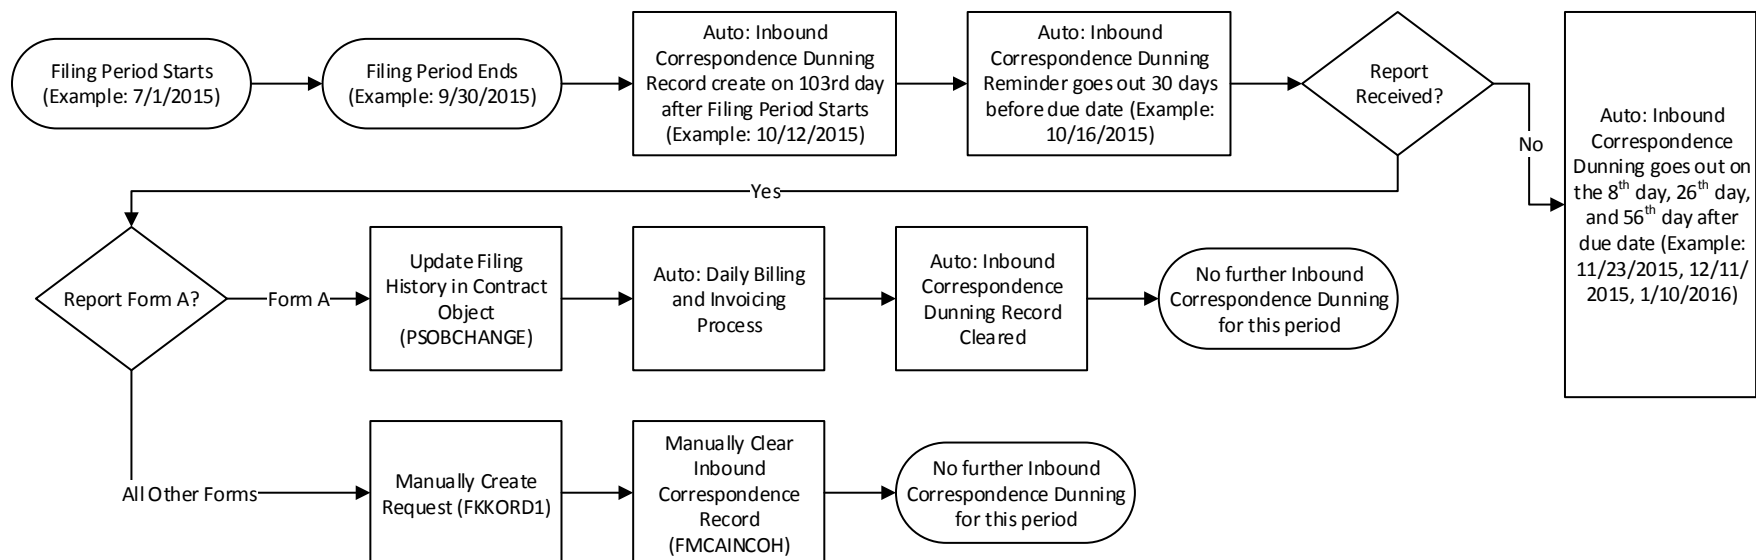 Filing Period Starts
(Example: 7/1/2015)
Filing Period Ends
(Example: 9/30/2015)
Auto: Inbound
Correspondence Dunning
Record create on 103rd day
after Filing Period Starts
(Example: 10/12/2015)
Auto: Inbound
Correspondence Dunning
Reminder goes out 30 days
before due date (Example:
10/16/2015)
Report
Received?
No
Auto: Inbound
Correspondence
Dunning goes out on
the 8th day, 26th day,
and 56th day after
due date (Example:
11/23/2015, 12/11/
2015, 1/10/2016)
Yes
Report Form A?
Form A
Update Filing
History in Contract
Object
(PSOBCHANGE)
Auto: Daily Billing
and Invoicing
Process
Auto: Inbound
Correspondence
Dunning Record
Cleared
No further Inbound
Correspondence Dunning
for this period
All Other Forms
Manually Create
Request (FKKORD1)
Manually Clear
Inbound
Correspondence
Record
(FMCAINCOH)
No further Inbound
Correspondence Dunning
for this period